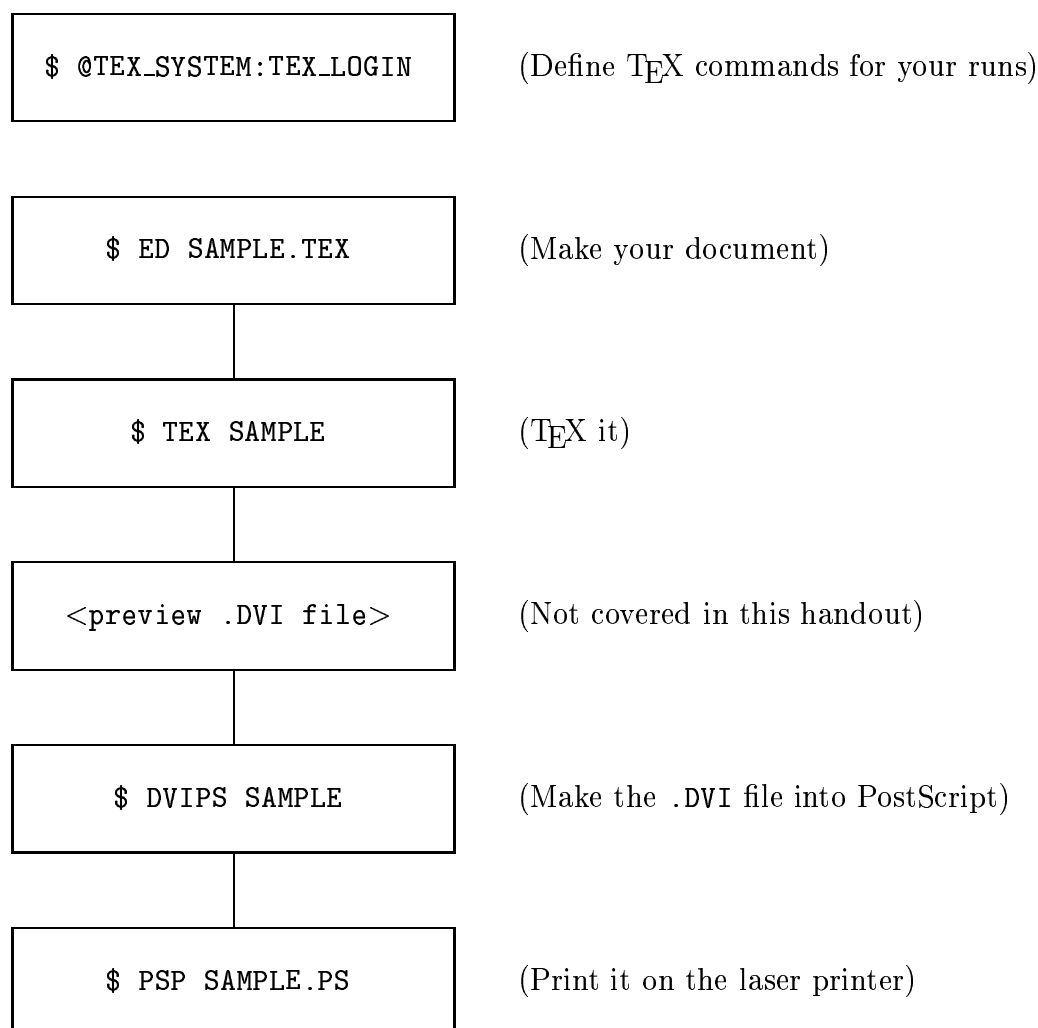 $ @TEX_SYSTEM:TEX_LOGIN (Define TEX commands for your runs)
$ ED SAMPLE.TEX (Make your document)
$ TEX SAMPLE (TEX it)
<preview .DVI file> (Not covered in this handout)
$ DVIPS SAMPLE (Make the .DVI file into PostScript)
$ PSP SAMPLE.PS (Print it on the laser printer)